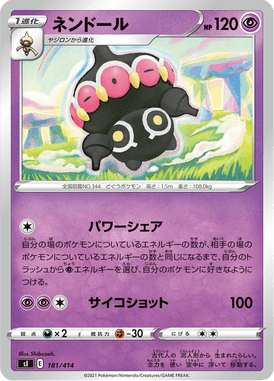 1進化
ネンドール
HP120
ヤジロンから進化
全国図鑑NO.344 どぐうポケモン 高さ：1.5m 重さ：108.0kg
パワーシェア
自分の場のポケモンについているエネルギーの数が、相手の場の
ポケモンについているエネルギーの数と同じになるまで、自分のト
ラッシュからエネルギーを選び、自分のポケモンに好きなように
つける。
サイコショット 100
弱点 ×2 抵抗力 -30 にげる
illus. Shibuzoh.
sI E 181/414
古代の 泥人形から 生まれたらしい。
©2021 Pokémon/Nintendo/Creatures/GAME FREAK.